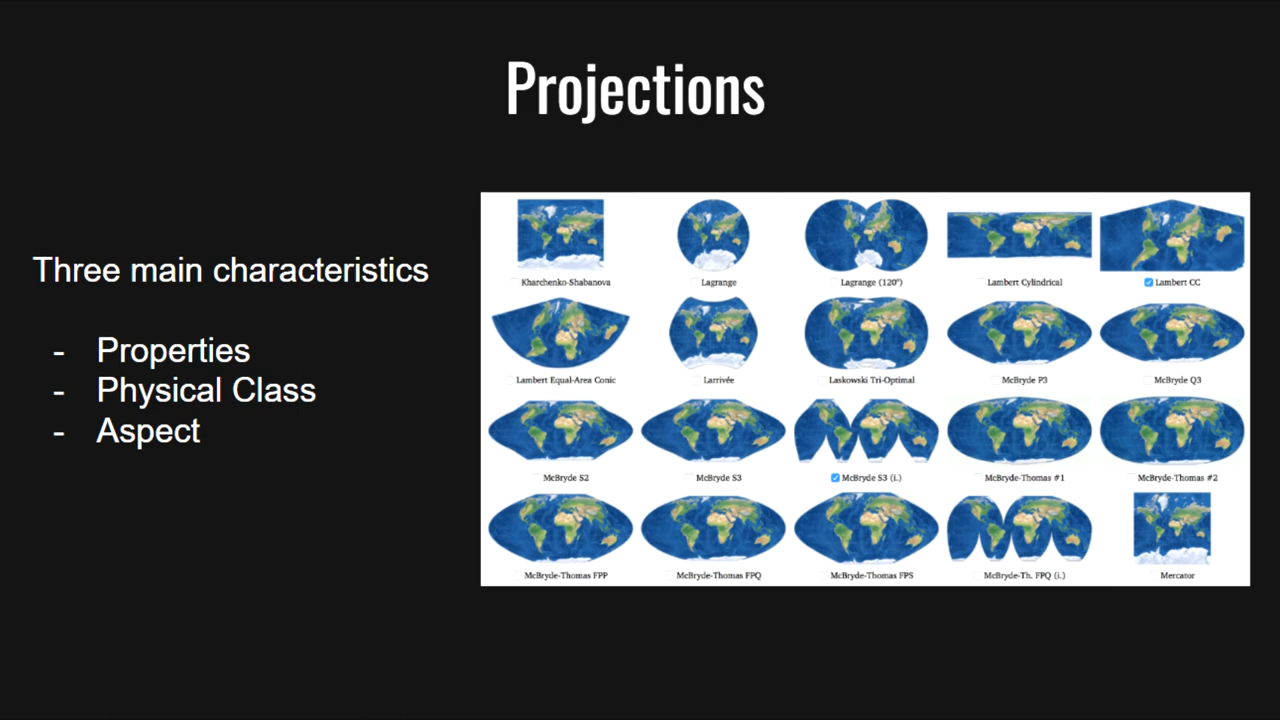 Projections
Three main characteristics
- Properties
- Physical Class
- Aspect
Kharchenko-Shabanova
Lagrange
Lagrange (120°)
Lambert Cylindrical
Lambert CC
Lambert Equal-Area Conic
Larrivée
Laskowski Tri-Optimal
McBryde P3
McBryde Q3
McBryde S2
McBryde S3
McBryde S3 (i.)
McBryde-Thomas #1
McBryde-Thomas #2
McBryde-Thomas FPP
McBryde-Thomas FPQ
McBryde-Thomas FPS
McBryde-Th. FPQ (i.)
Mercator